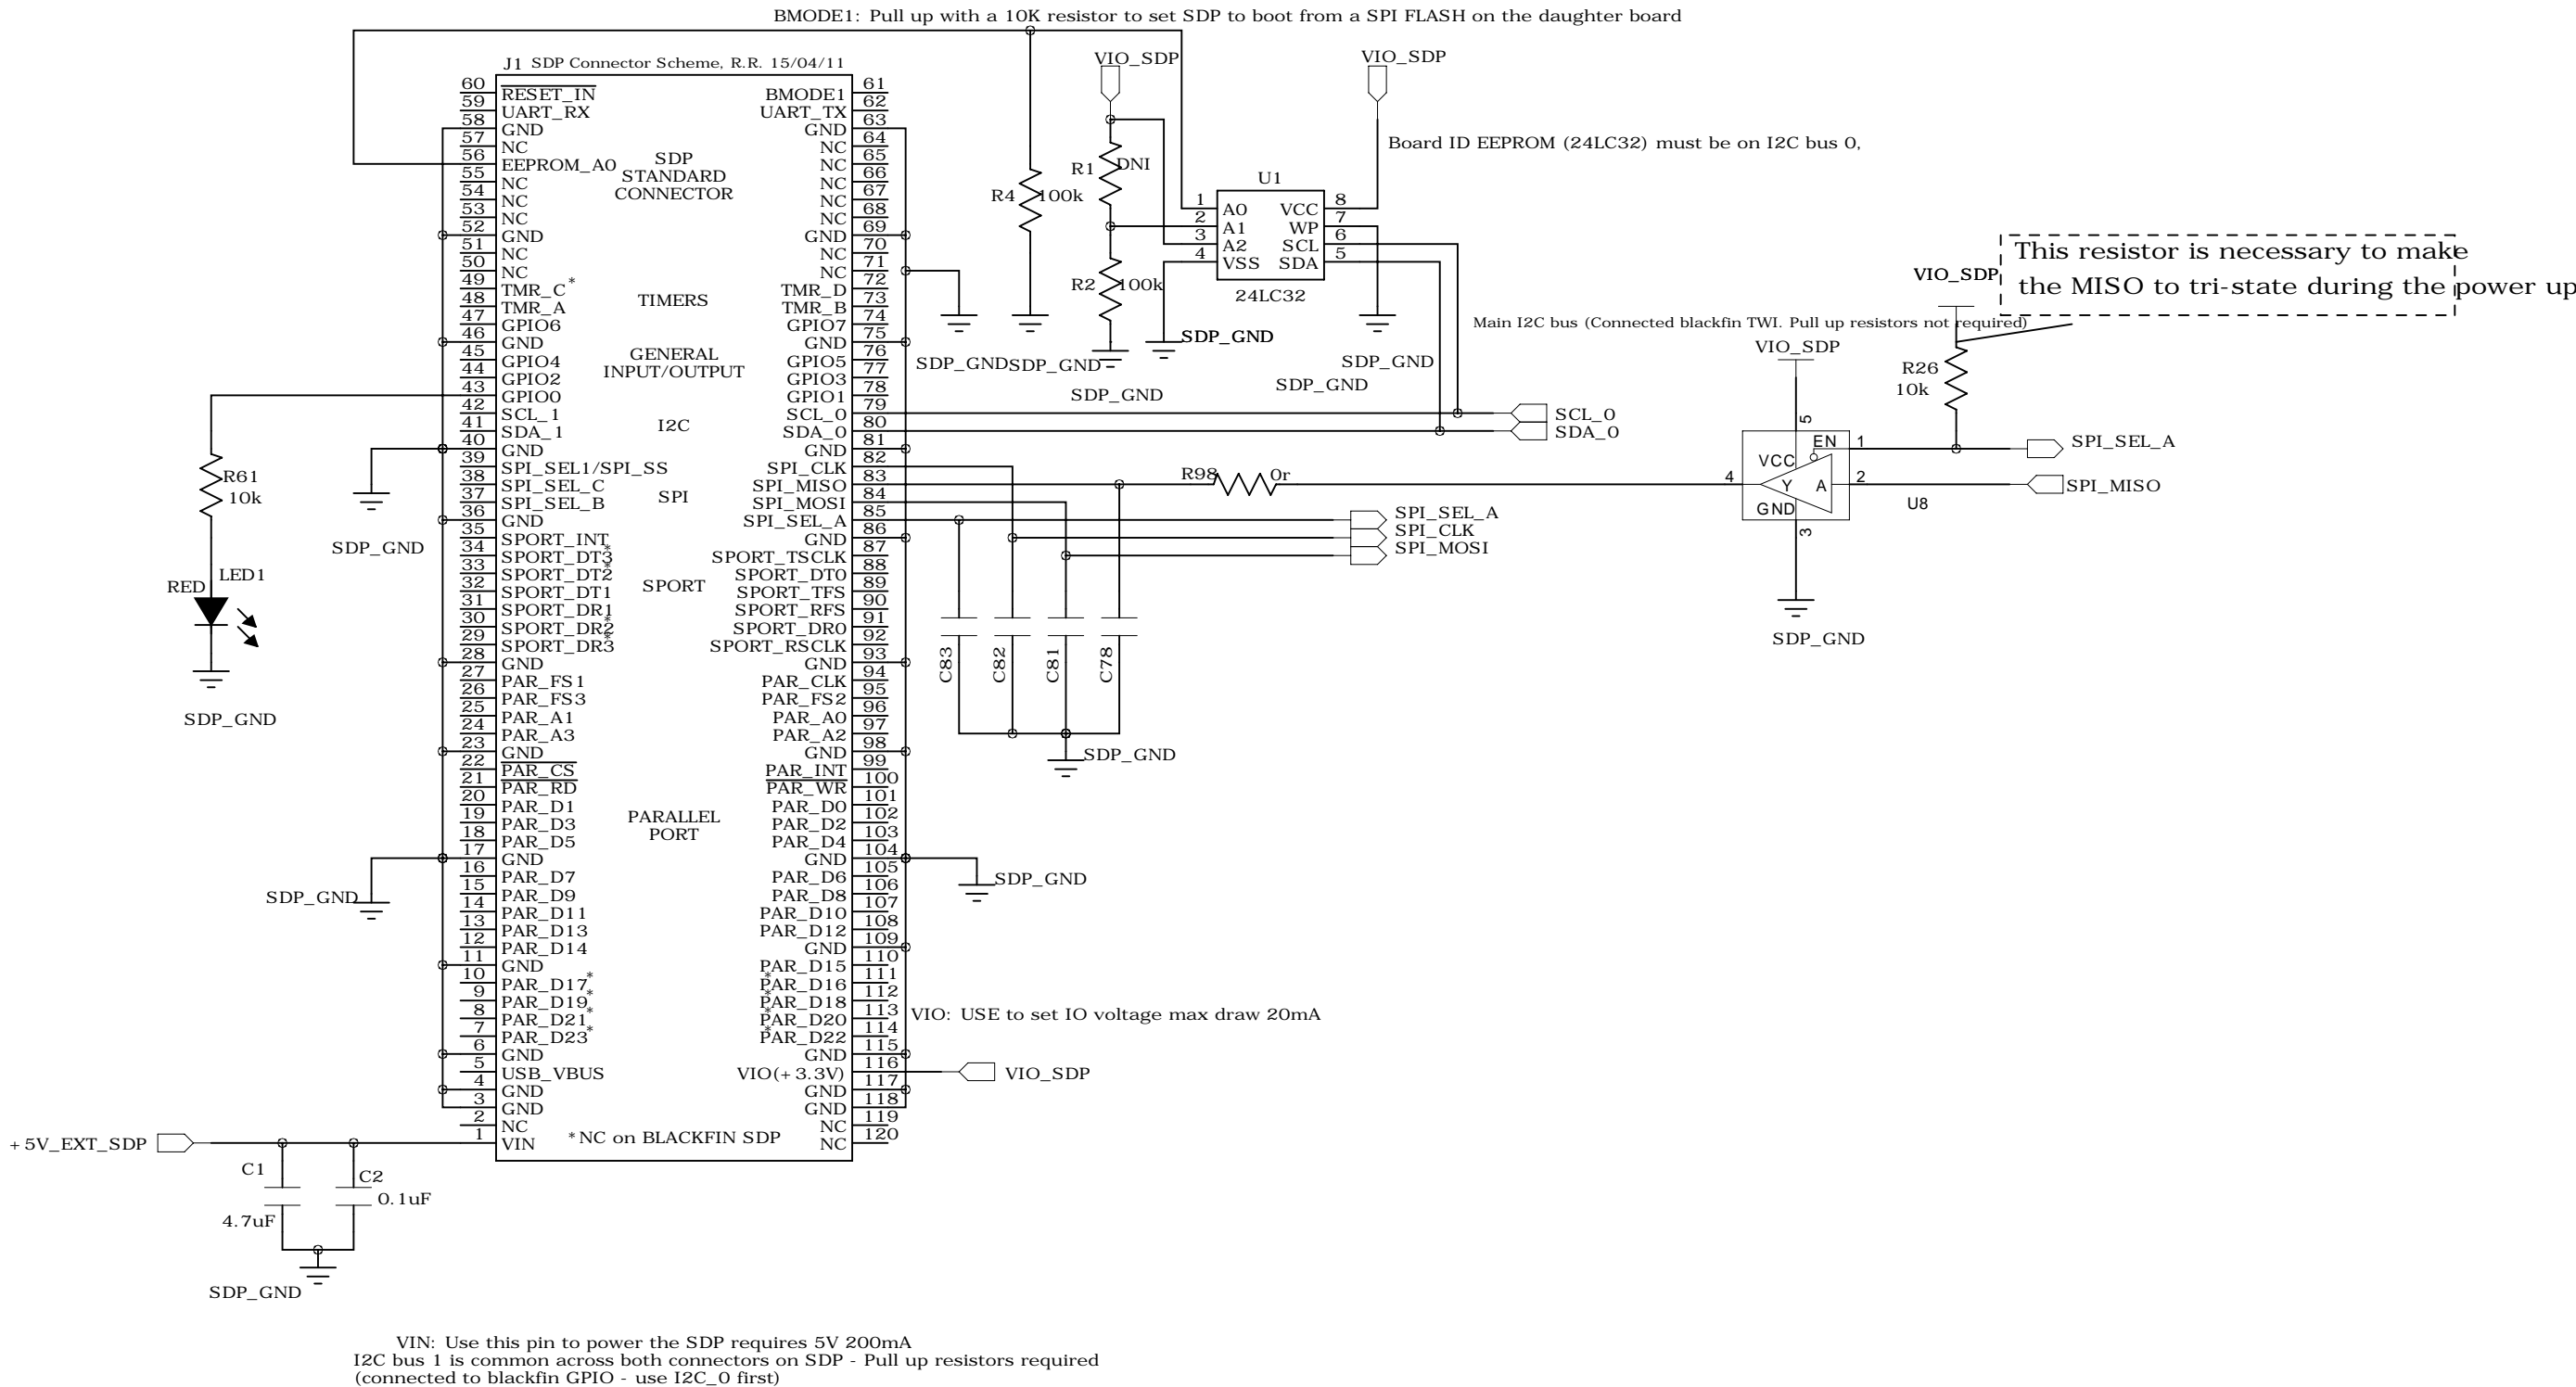 BMODE1: Pull up with a 10K resistor to set SDP to boot from a SPI FLASH on the daughter board
J1 SDP Connector Scheme, R.R. 15/04/11
60 RESET_IN BMODE1 61
59 UART_RX UART_TX 62
58 GND GND 63
57 NC NC 64
56 EEPROM_A0 NC 65
55 NC NC 66
54 NC NC 67
53 NC NC 68
52 GND GND 69
51 NC NC 70
50 NC NC 71
49 TMR_C* TMR_D 72
48 TMR_A TMR_B 73
47 GPIO6 GPIO7 74
46 GND GND 75
45 GPIO4 GPIO5 76
44 GPIO2 GPIO3 77
43 GPIO0 GPIO1 78
42 SCL_1 SCL_0 79
41 SDA_1 SDA_0 80
40 GND GND 81
39 SPI_SEL1/SPI_SS SPI_CLK 82
38 SPI_SEL_C SPI_MISO 83
37 SPI_SEL_B SPI_MOSI 84
36 GND SPI_SEL_A 85
35 SPORT_INT GND 86
34 SPORT_DT3* SPORT_TSCLK 87
33 SPORT_DT2* SPORT_DT0 88
32 SPORT_DT1 SPORT_TFS 89
31 SPORT_DR1 SPORT_RFS 90
30 SPORT_DR2* SPORT_DR0 91
29 SPORT_DR3* SPORT_RSCLK 92
28 GND GND 93
27 PAR_FS1 PAR_CLK 94
26 PAR_FS3 PAR_FS2 95
25 PAR_A1 PAR_A0 96
24 PAR_A3 PAR_A2 97
23 GND GND 98
22 PAR_CS PAR_INT 99
21 PAR_RD PAR_WR 100
20 PAR_D1 PAR_D0 101
19 PAR_D3 PAR_D2 102
18 PAR_D5 PAR_D4 103
17 GND GND 104
16 PAR_D7 PAR_D6 105
15 PAR_D9 PAR_D8 106
14 PAR_D11 PAR_D10 107
13 PAR_D13 PAR_D12 108
12 PAR_D14 GND 109
11 GND PAR_D15 110
10 PAR_D17* *PAR_D16 111
9 PAR_D19* *PAR_D18 112
8 PAR_D21* *PAR_D20 113
7 PAR_D23* *PAR_D22 114
6 GND GND 115
5 USB_VBUS VIO(+3.3V) 116
4 GND GND 117
3 GND GND 118
2 NC NC 119
1 VIN *NC on BLACKFIN SDP NC 120
SDP
STANDARD
CONNECTOR
TIMERS
GENERAL
INPUT/OUTPUT
I2C
SPI
SPORT
PARALLEL
PORT
R61
10k
LED1
RED
SDP_GND
SDP_GND
SDP_GND
+5V_EXT_SDP
C1
4.7uF
C2
0.1uF
SDP_GND
VIO_SDP
VIO_SDP
Board ID EEPROM (24LC32) must be on I2C bus 0,
R4 100k
R1 DNI
R2 100k
U1
1 A0 VCC 8
2 A1 WP 7
3 A2 SCL 6
4 VSS SDA 5
24LC32
SDP_GND
SDP_GND
SDP_GND
SDP_GND
SDP_GND
SDP_GND
This resistor is necessary to make
the MISO to tri-state during the power up
VIO_SDP
Main I2C bus (Connected blackfin TWI. Pull up resistors not required)
VIO_SDP
R26
10k
SCL_0
SDA_0
5
EN 1
VCC
4 Y A 2
GND
3
U8
SPI_SEL_A
SPI_MISO
SDP_GND
R98 0r
SPI_SEL_A
SPI_CLK
SPI_MOSI
C83
C82
C81
C78
SDP_GND
SDP_GND
VIO: USE to set IO voltage max draw 20mA
VIO_SDP
VIN: Use this pin to power the SDP requires 5V 200mA
I2C bus 1 is common across both connectors on SDP - Pull up resistors required
(connected to blackfin GPIO - use I2C_0 first)